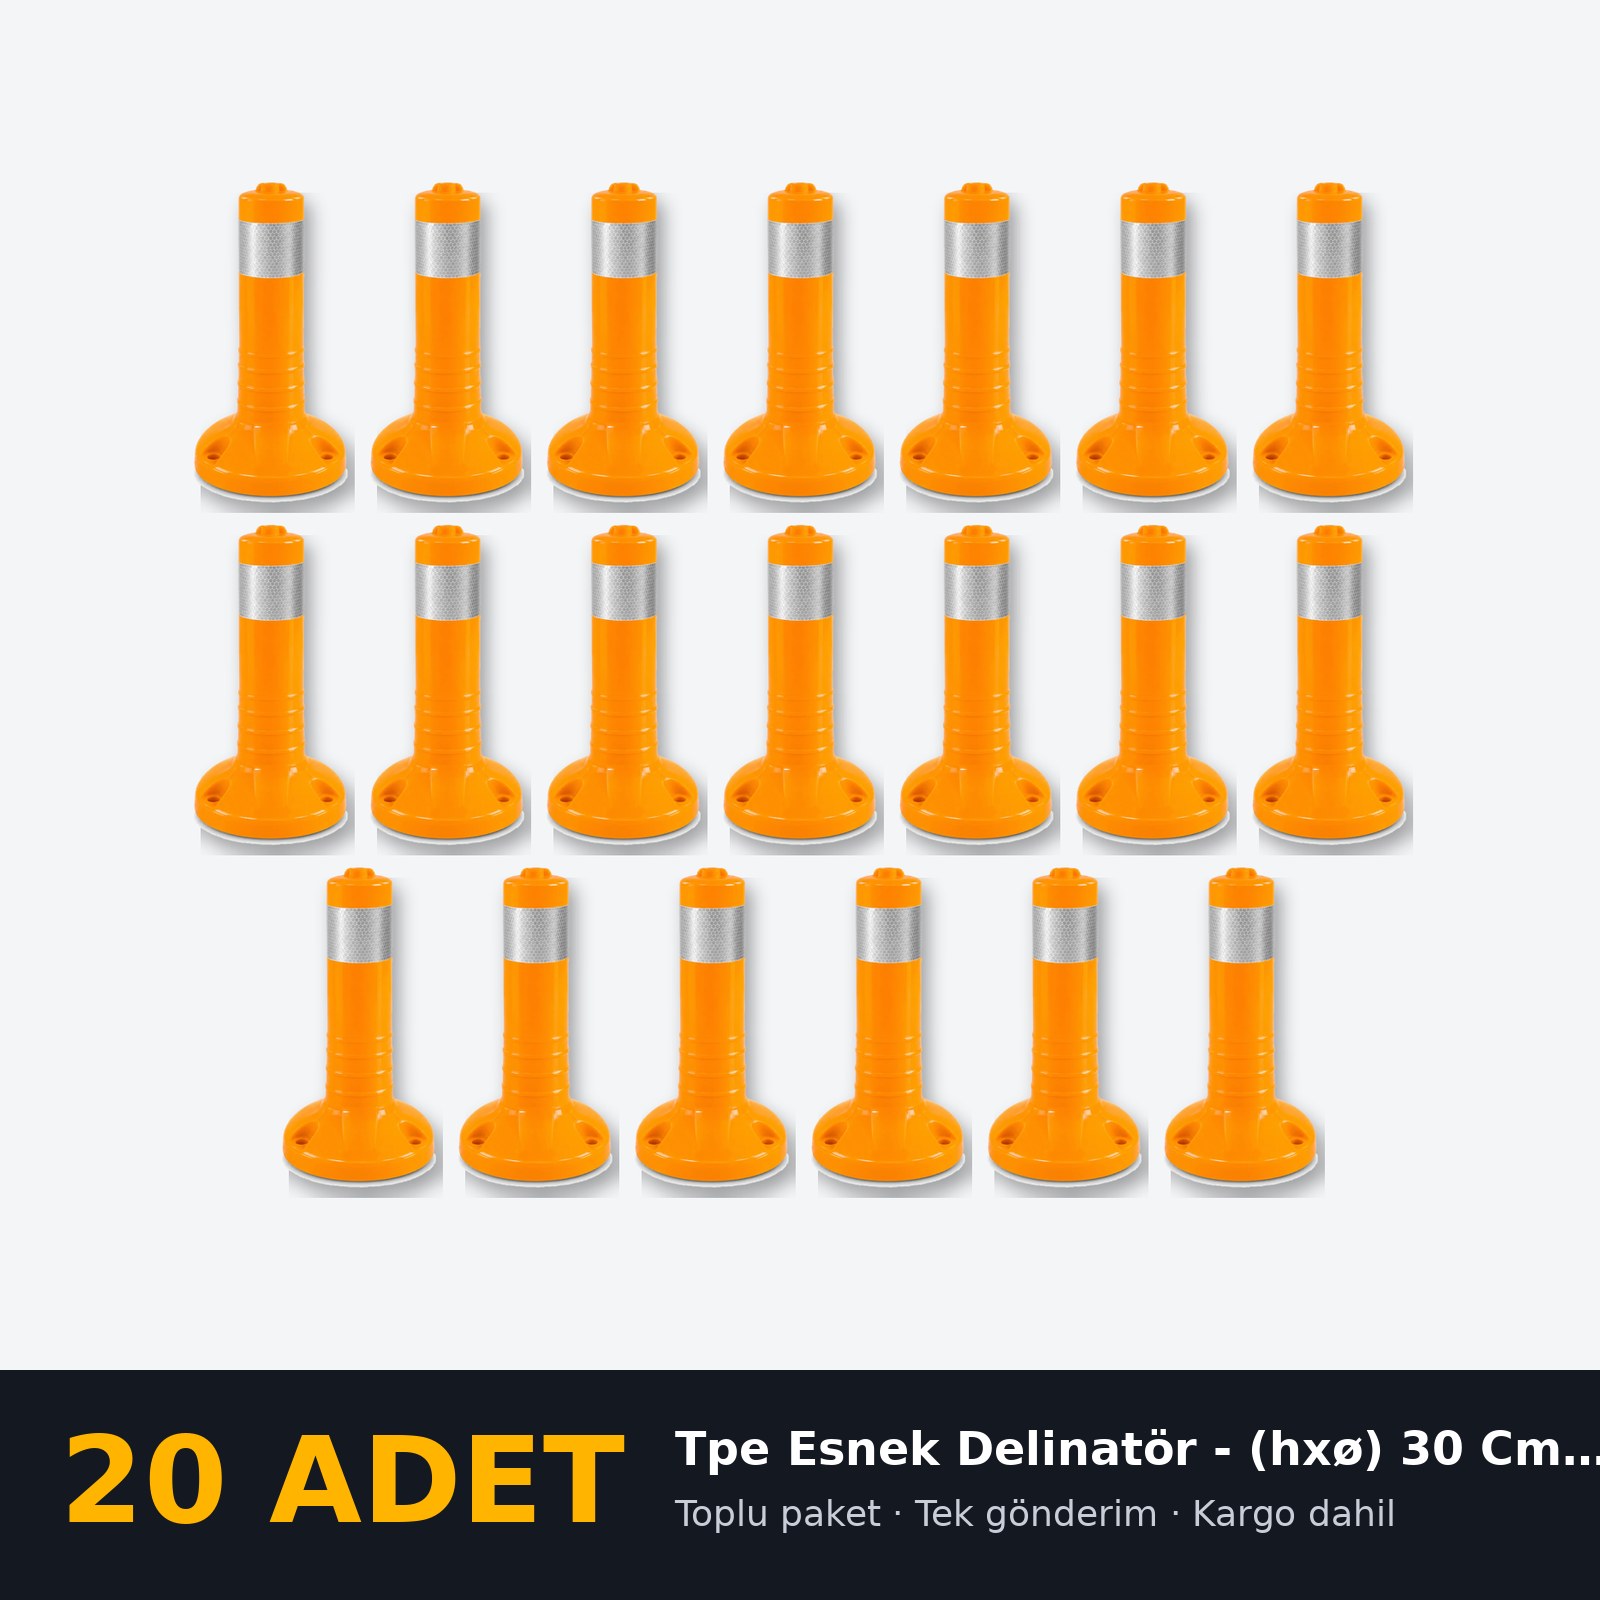 20 ADET
Tpe Esnek Delinatör - (hxø) 30 Cm...
Toplu paket · Tek gönderim · Kargo dahil